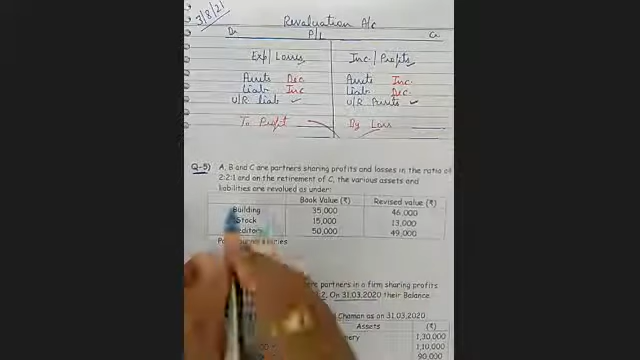 3/8/21
Revaluation A/c
Dr. P/L Cr.
Exp/Losses Inc/Profits
Assets Dec. Assets Inc.
Liab Inc Liab Dec.
U/R liab U/R Assets
To Profit By Loss
Q-5) A, B and C are partners sharing profits and losses in the ratio of
2:2:1 and on the retirement of C, the various assets and
liabilities are revalued as under:
Book Value (₹) Revised value (₹)
Building 35,000 46,000
Stock 15,000 13,000
editors 50,000 49,000
re partners in a firm sharing profits
On 31.03.2020 their Balance
Chaman as on 31.03.2020
Assets (₹)
nery 1,30,000
1,10,000
90,000